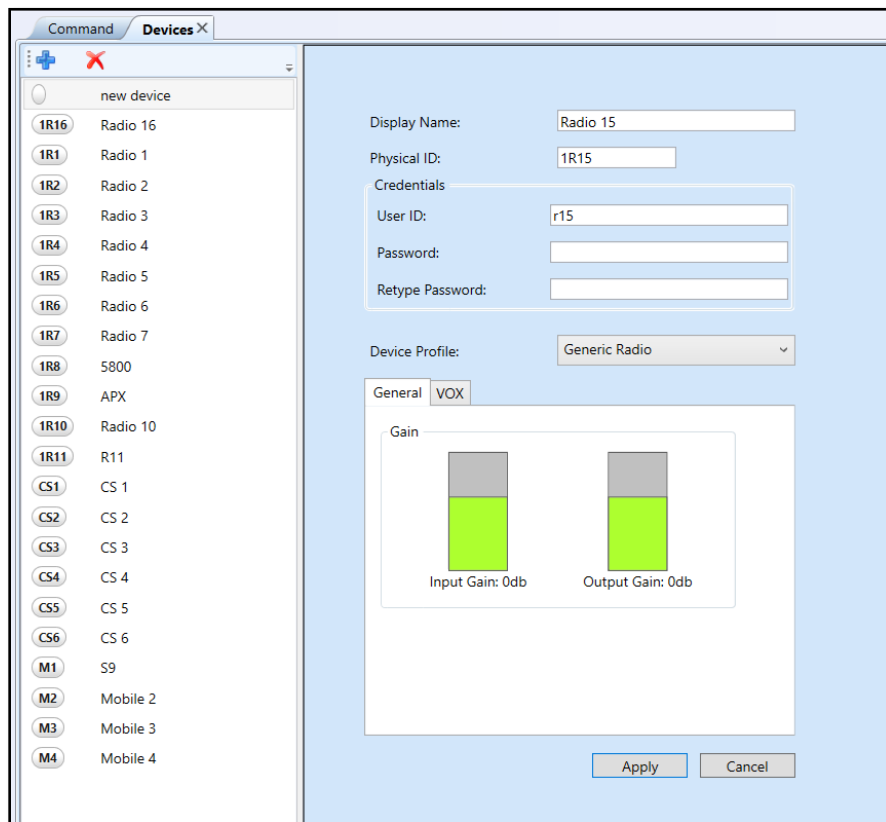 Command Devices
new device
1R16 Radio 16
1R1 Radio 1
1R2 Radio 2
1R3 Radio 3
1R4 Radio 4
1R5 Radio 5
1R6 Radio 6
1R7 Radio 7
1R8 5800
1R9 APX
1R10 Radio 10
1R11 R11
CS1 CS 1
CS2 CS 2
CS3 CS 3
CS4 CS 4
CS5 CS 5
CS6 CS 6
M1 S9
M2 Mobile 2
M3 Mobile 3
M4 Mobile 4
Display Name: Radio 15
Physical ID: 1R15
Credentials
User ID: r15
Password:
Retype Password:
Device Profile: Generic Radio
General VOX
Gain
Input Gain: 0db Output Gain: 0db
Apply Cancel